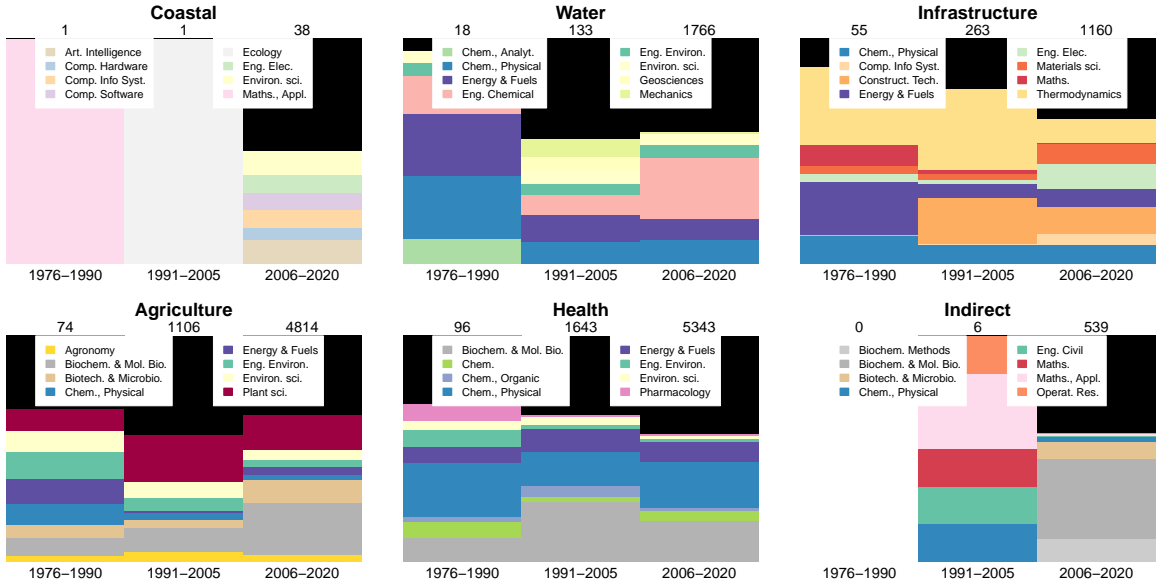 Coastal
1 1 38
Art. Intelligence
Comp. Hardware
Comp. Info Syst.
Comp. Software
Ecology
Eng. Elec.
Environ. sci.
Maths., Appl.
1976–1990 1991–2005 2006–2020
Water
18 133 1766
Chem., Analyt.
Chem., Physical
Energy & Fuels
Eng. Chemical
Eng. Environ.
Environ. sci.
Geosciences
Mechanics
1976–1990 1991–2005 2006–2020
Infrastructure
55 263 1160
Chem., Physical
Comp. Info Syst.
Construct. Tech.
Energy & Fuels
Eng. Elec.
Materials sci.
Maths.
Thermodynamics
1976–1990 1991–2005 2006–2020
Agriculture
74 1106 4814
Agronomy
Biochem. & Mol. Bio.
Biotech. & Microbio.
Chem., Physical
Energy & Fuels
Eng. Environ.
Environ. sci.
Plant sci.
1976–1990 1991–2005 2006–2020
Health
96 1643 5343
Biochem. & Mol. Bio.
Chem.
Chem., Organic
Chem., Physical
Energy & Fuels
Eng. Environ.
Environ. sci.
Pharmacology
1976–1990 1991–2005 2006–2020
Indirect
0 6 539
Biochem. Methods
Biochem. & Mol. Bio.
Biotech. & Microbio.
Chem., Physical
Eng. Civil
Maths.
Maths., Appl.
Operat. Res.
1976–1990 1991–2005 2006–2020